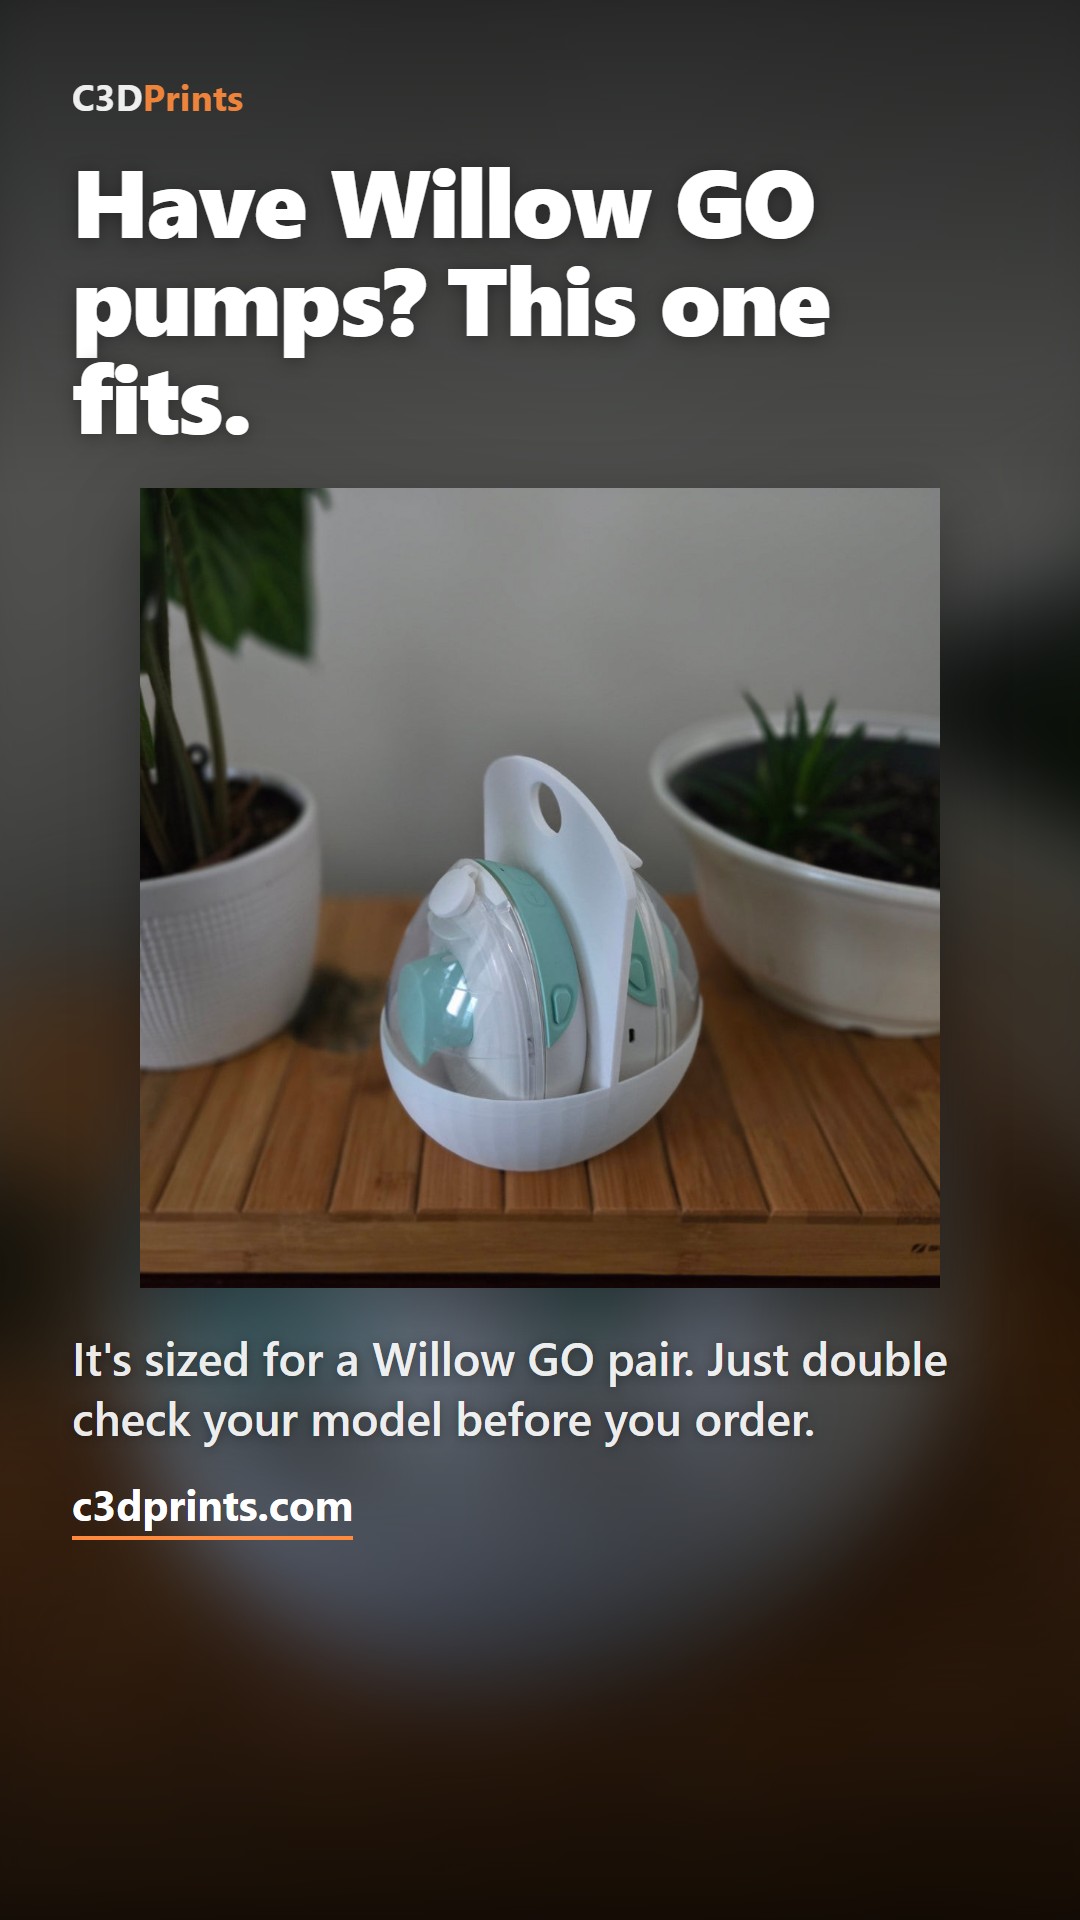 C3DPrints
Have Willow GO
pumps? This one
fits.
It's sized for a Willow GO pair. Just double
check your model before you order.
c3dprints.com